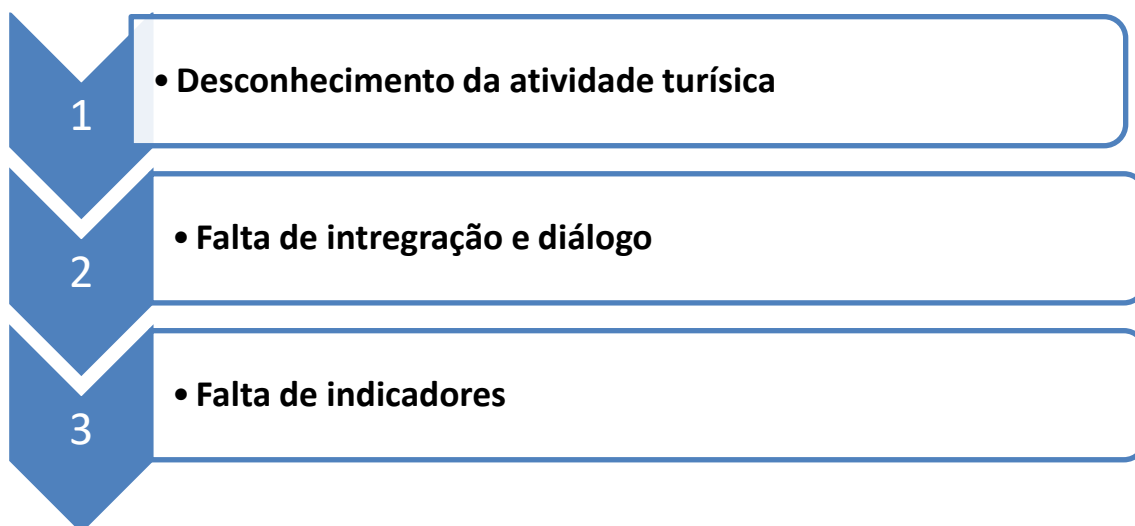 1
• Desconhecimento da atividade turísica
2
• Falta de intregração e diálogo
3
• Falta de indicadores